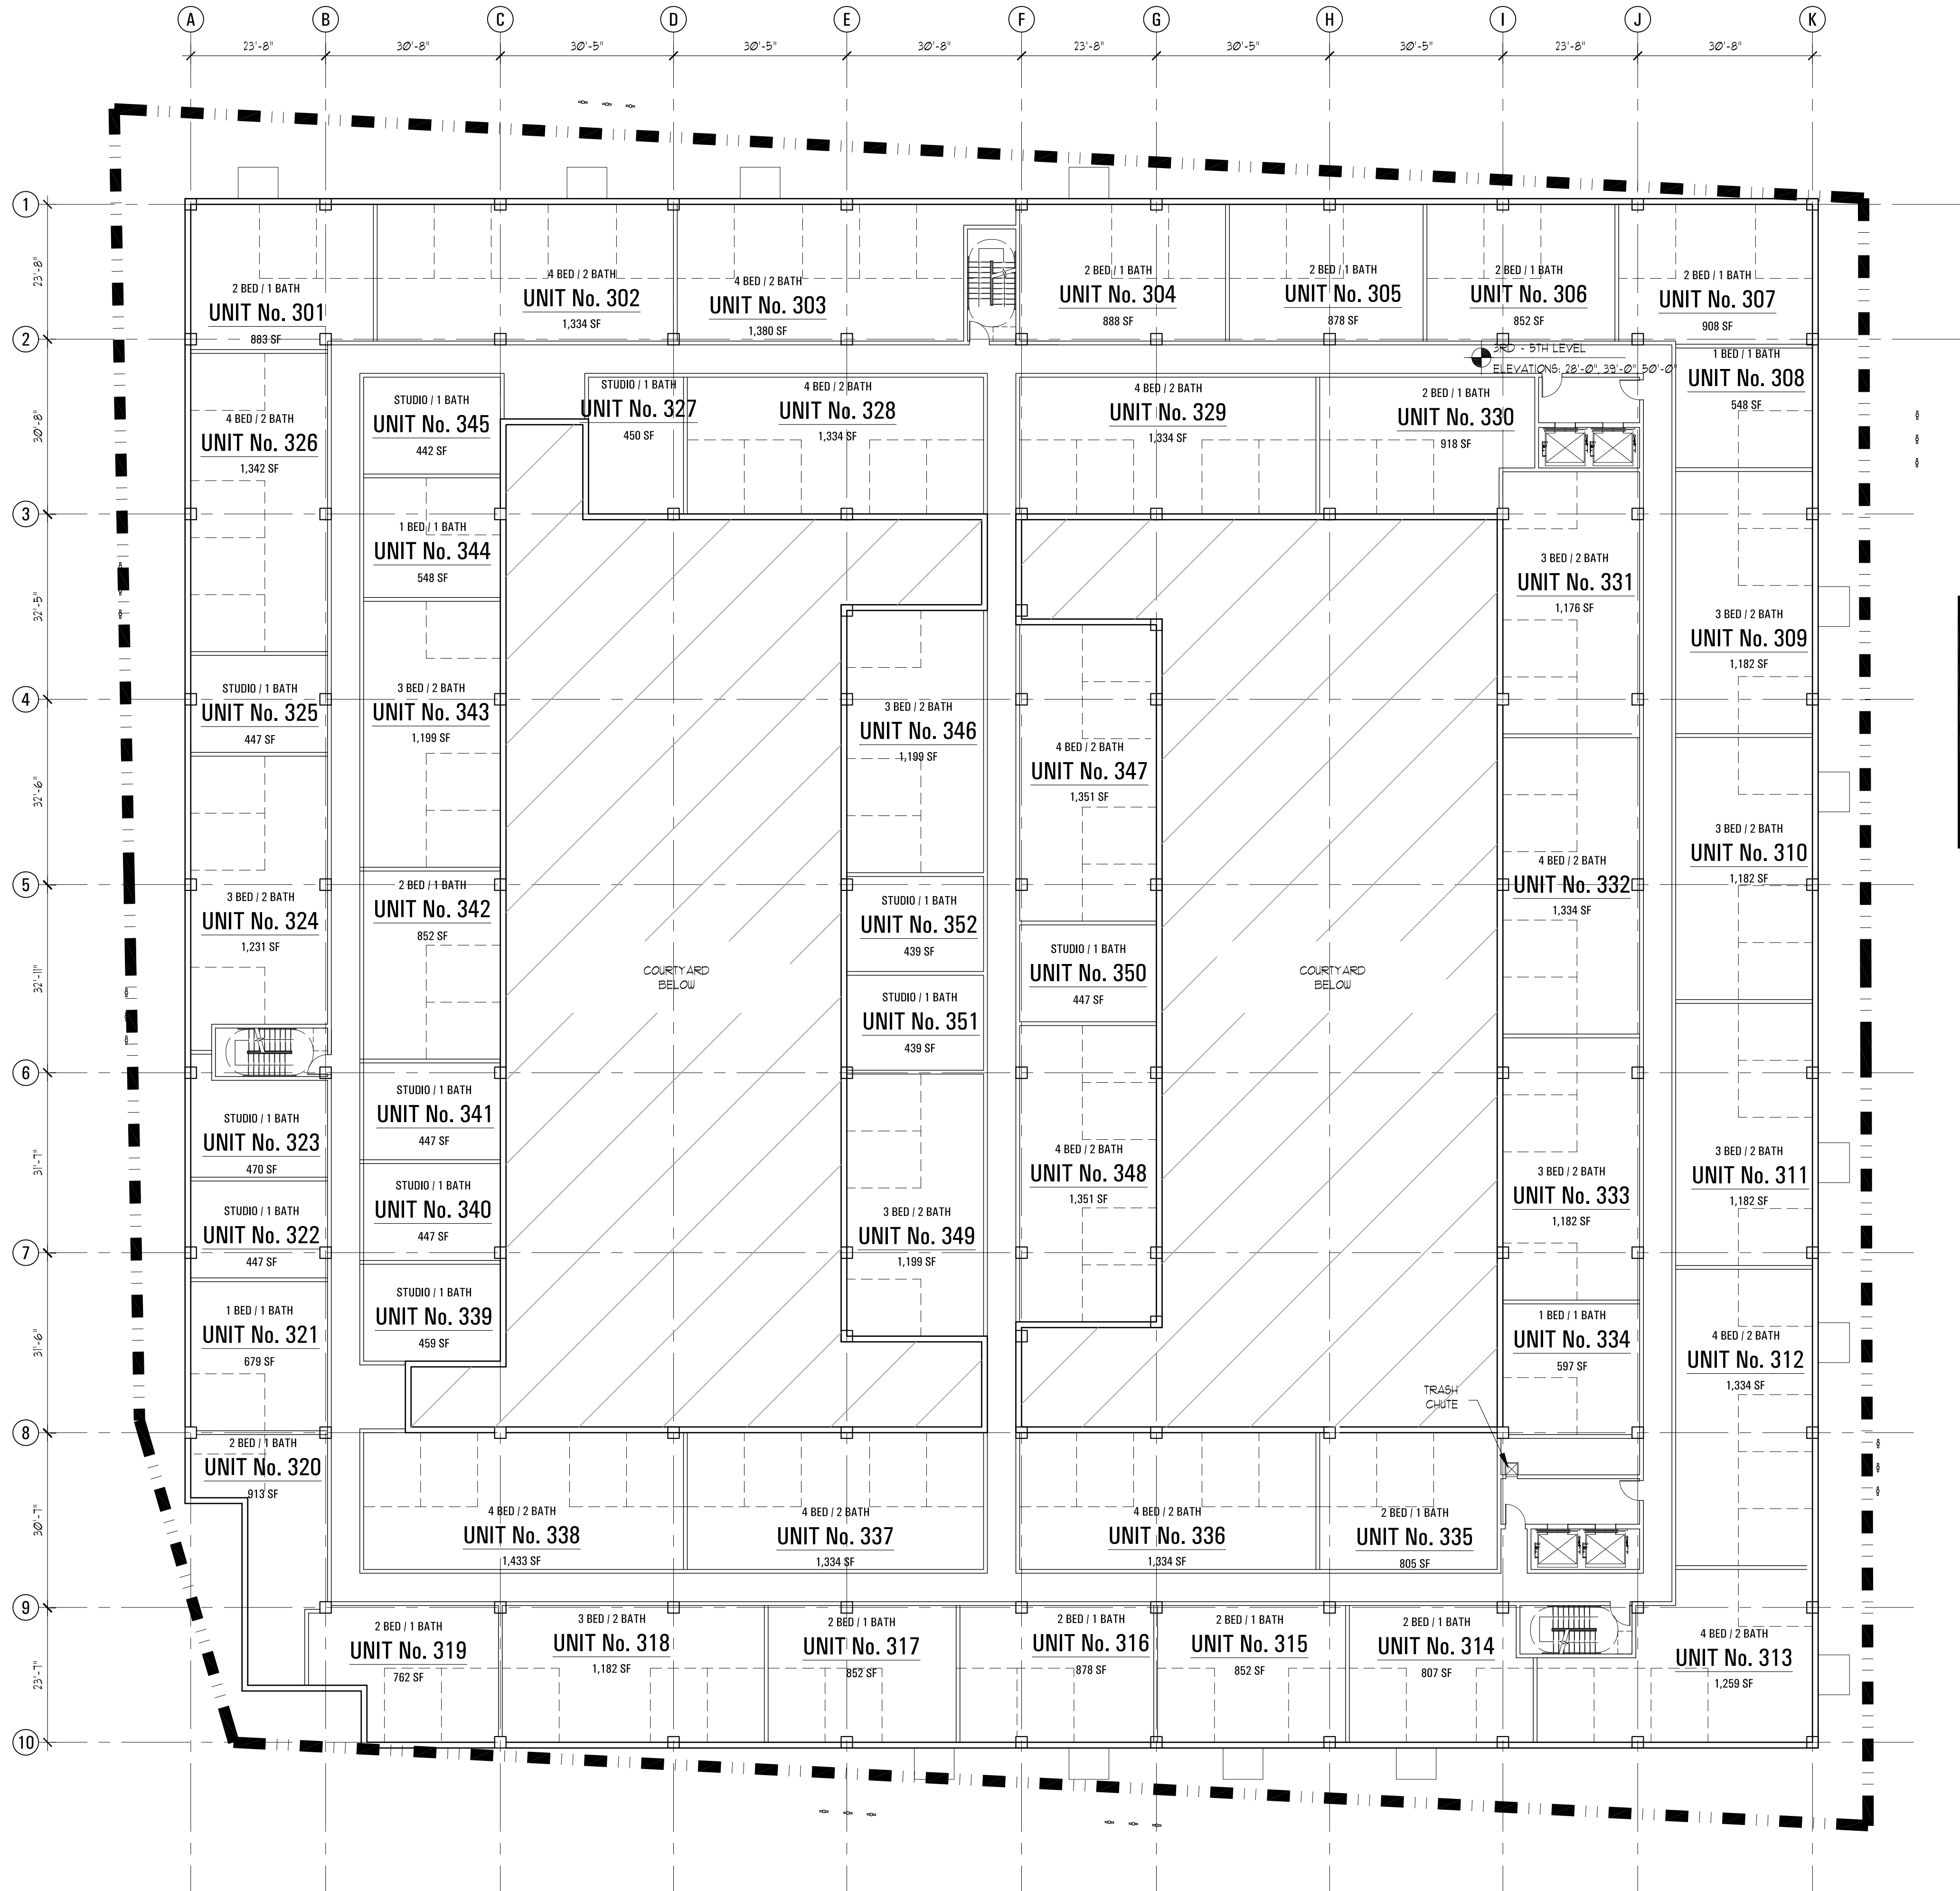 A B C D E F G H I J K
23'-8" 30'-8" 30'-5" 30'-5" 30'-8" 23'-8" 30'-5" 30'-5" 23'-8" 30'-8"
1
23'-8"
2
30'-8"
3
32'-5"
4
32'-6"
5
32'-11"
6
31'-7"
7
31'-6"
8
30'-7"
9
23'-7"
10
2 BED / 1 BATH
UNIT No. 301
883 SF
4 BED / 2 BATH
UNIT No. 302
1,334 SF
4 BED / 2 BATH
UNIT No. 303
1,380 SF
2 BED / 1 BATH
UNIT No. 304
888 SF
2 BED / 1 BATH
UNIT No. 305
878 SF
2 BED / 1 BATH
UNIT No. 306
852 SF
2 BED / 1 BATH
UNIT No. 307
908 SF
3RD - 5TH LEVEL
ELEVATIONS: 28'-0", 39'-0", 50'-0"
1 BED / 1 BATH
UNIT No. 308
548 SF
4 BED / 2 BATH
UNIT No. 326
1,342 SF
STUDIO / 1 BATH
UNIT No. 345
442 SF
STUDIO / 1 BATH
UNIT No. 327
450 SF
4 BED / 2 BATH
UNIT No. 328
1,334 SF
4 BED / 2 BATH
UNIT No. 329
1,334 SF
2 BED / 1 BATH
UNIT No. 330
918 SF
1 BED / 1 BATH
UNIT No. 344
548 SF
3 BED / 2 BATH
UNIT No. 331
1,176 SF
3 BED / 2 BATH
UNIT No. 309
1,182 SF
STUDIO / 1 BATH
UNIT No. 325
447 SF
3 BED / 2 BATH
UNIT No. 343
1,199 SF
3 BED / 2 BATH
UNIT No. 346
1,199 SF
4 BED / 2 BATH
UNIT No. 347
1,351 SF
3 BED / 2 BATH
UNIT No. 310
1,182 SF
3 BED / 2 BATH
UNIT No. 324
1,231 SF
2 BED / 1 BATH
UNIT No. 342
852 SF
STUDIO / 1 BATH
UNIT No. 352
439 SF
4 BED / 2 BATH
UNIT No. 332
1,334 SF
COURTYARD
BELOW
STUDIO / 1 BATH
UNIT No. 351
439 SF
STUDIO / 1 BATH
UNIT No. 350
447 SF
COURTYARD
BELOW
STUDIO / 1 BATH
UNIT No. 323
470 SF
STUDIO / 1 BATH
UNIT No. 341
447 SF
4 BED / 2 BATH
UNIT No. 348
1,351 SF
3 BED / 2 BATH
UNIT No. 333
1,182 SF
3 BED / 2 BATH
UNIT No. 311
1,182 SF
STUDIO / 1 BATH
UNIT No. 322
447 SF
STUDIO / 1 BATH
UNIT No. 340
447 SF
3 BED / 2 BATH
UNIT No. 349
1,199 SF
1 BED / 1 BATH
UNIT No. 321
679 SF
STUDIO / 1 BATH
UNIT No. 339
459 SF
1 BED / 1 BATH
UNIT No. 334
597 SF
4 BED / 2 BATH
UNIT No. 312
1,334 SF
TRASH
CHUTE
2 BED / 1 BATH
UNIT No. 320
913 SF
4 BED / 2 BATH
UNIT No. 338
1,433 SF
4 BED / 2 BATH
UNIT No. 337
1,334 SF
4 BED / 2 BATH
UNIT No. 336
1,334 SF
2 BED / 1 BATH
UNIT No. 335
805 SF
2 BED / 1 BATH
UNIT No. 319
762 SF
3 BED / 2 BATH
UNIT No. 318
1,182 SF
2 BED / 1 BATH
UNIT No. 317
852 SF
2 BED / 1 BATH
UNIT No. 316
878 SF
2 BED / 1 BATH
UNIT No. 315
852 SF
2 BED / 1 BATH
UNIT No. 314
807 SF
4 BED / 2 BATH
UNIT No. 313
1,259 SF